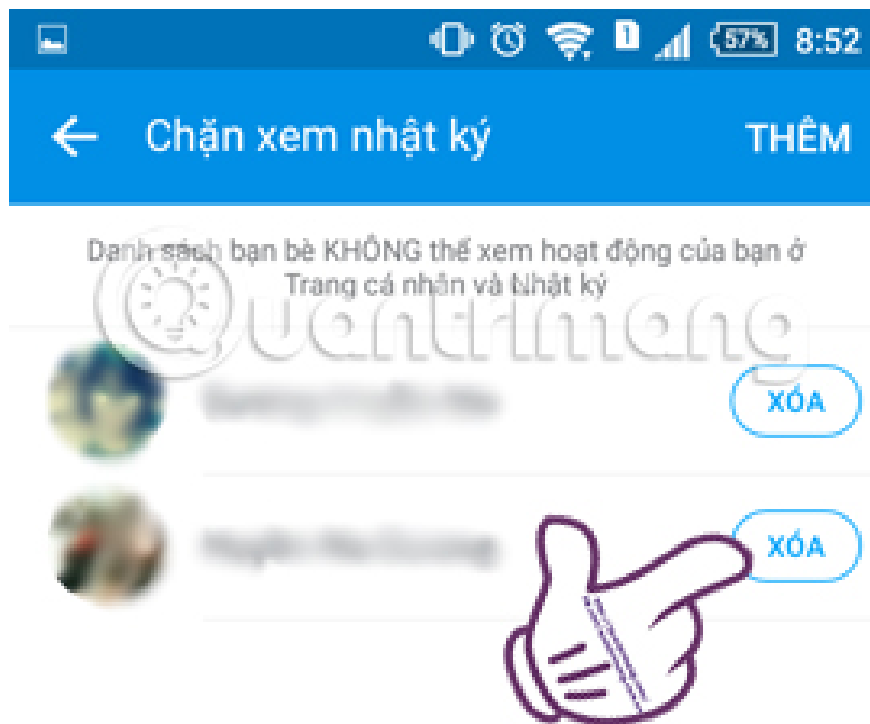 57% 8:52
Chặn xem nhật ký THÊM
Danh sách bạn bè KHÔNG thể xem hoạt động của bạn ở
Trang cá nhân và Nhật ký
Quantrimang
XÓA
XÓA